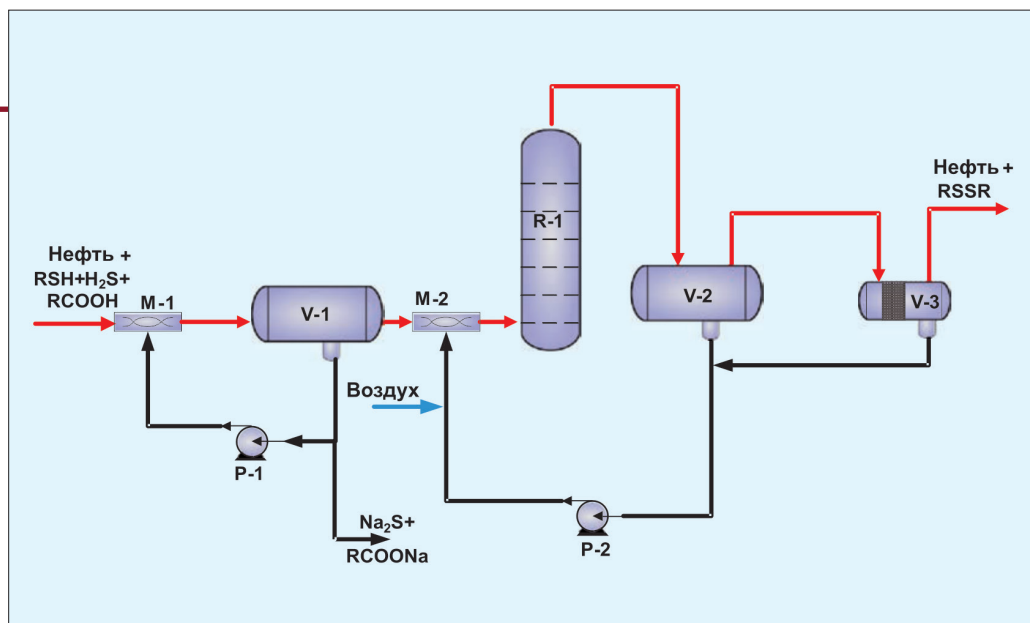 Нефть +
RSSR
R-1
Нефть +
RSH+H₂S+
RCOOH
M-1
V-1
M-2
V-2
V-3
Воздух
P-1
Na₂S+
RCOONa
P-2